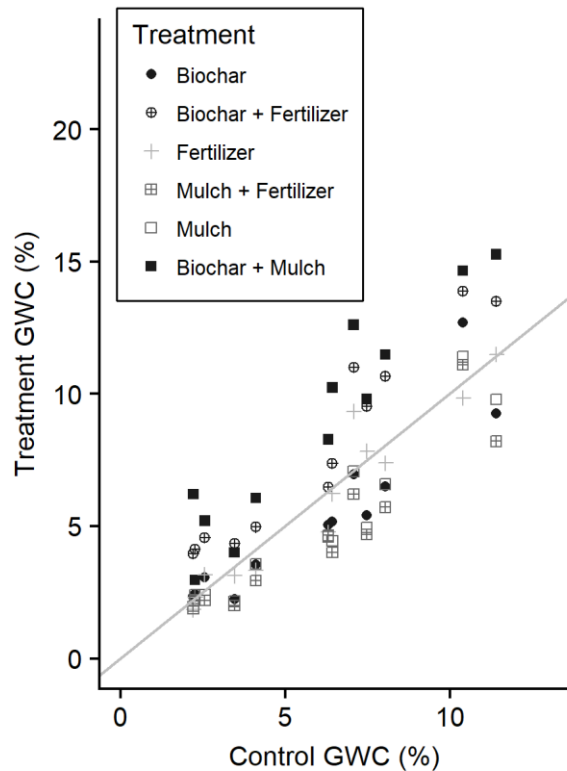 Treatment
Biochar
Biochar + Fertilizer
Fertilizer
Mulch + Fertilizer
Mulch
Biochar + Mulch
Treatment GWC (%)
20
15
10
5
0
0
5
10
Control GWC (%)